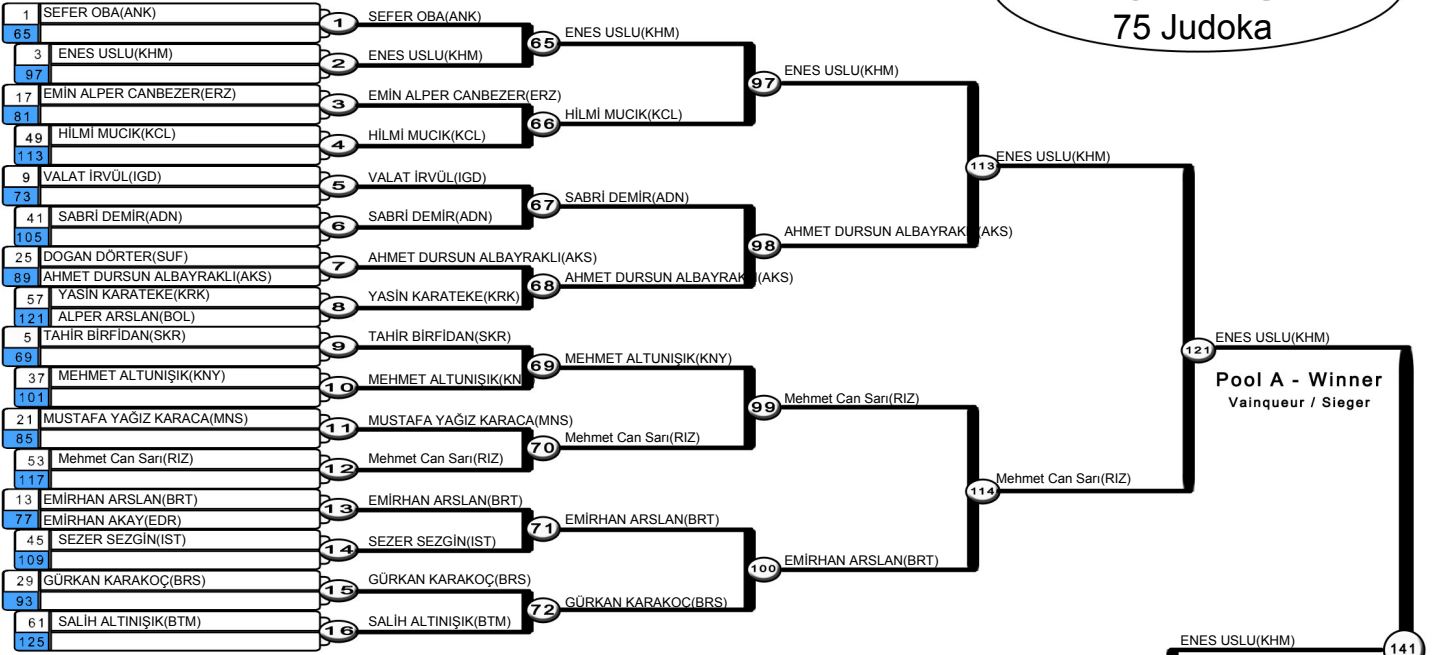 75 Judoka
1 SEFER OBA(ANK)
65
3 ENES USLU(KHM)
97
17 EMİN ALPER CANBEZER(ERZ)
81
49 HİLMİ MUCIK(KCL)
113
9 VALAT İRVÜL(IGD)
73
41 SABRİ DEMİR(ADN)
105
25 DOGAN DÖRTER(SUF)
89 AHMET DURSUN ALBAYRAKLI(AKS)
57 YASİN KARATEKE(KRK)
121 ALPER ARSLAN(BOL)
5 TAHİR BİRFİDAN(SKR)
69
37 MEHMET ALTUNIŞIK(KNY)
101
21 MUSTAFA YAĞIZ KARACA(MNS)
85
53 Mehmet Can Sarı(RIZ)
117
13 EMİRHAN ARSLAN(BRT)
77 EMİRHAN AKAY(EDR)
45 SEZER SEZGİN(IST)
109
29 GÜRKAN KARAKOÇ(BRS)
93
61 SALİH ALTINIŞIK(BTM)
125
1 SEFER OBA(ANK)
2 ENES USLU(KHM)
3 EMİN ALPER CANBEZER(ERZ)
4 HİLMİ MUCIK(KCL)
5 VALAT İRVÜL(IGD)
6 SABRİ DEMİR(ADN)
7 AHMET DURSUN ALBAYRAKLI(AKS)
8 YASİN KARATEKE(KRK)
9 TAHİR BİRFİDAN(SKR)
10 MEHMET ALTUNIŞIK(KN
11 MUSTAFA YAĞIZ KARACA(MNS)
12 Mehmet Can Sarı(RIZ)
13 EMİRHAN ARSLAN(BRT)
14 SEZER SEZGİN(IST)
15 GÜRKAN KARAKOÇ(BRS)
16 SALİH ALTINIŞIK(BTM)
65 ENES USLU(KHM)
66 HİLMİ MUCIK(KCL)
67 SABRİ DEMİR(ADN)
68 AHMET DURSUN ALBAYRAKLI(AKS)
69 MEHMET ALTUNIŞIK(KNY)
70 Mehmet Can Sarı(RIZ)
71 EMİRHAN ARSLAN(BRT)
72 GÜRKAN KARAKOÇ(BRS)
97 ENES USLU(KHM)
98 AHMET DURSUN ALBAYRAKLI(AKS)
99 Mehmet Can Sarı(RIZ)
100 EMİRHAN ARSLAN(BRT)
113 ENES USLU(KHM)
114 Mehmet Can Sarı(RIZ)
121 ENES USLU(KHM)
Pool A - Winner
Vainqueur / Sieger
ENES USLU(KHM)
141